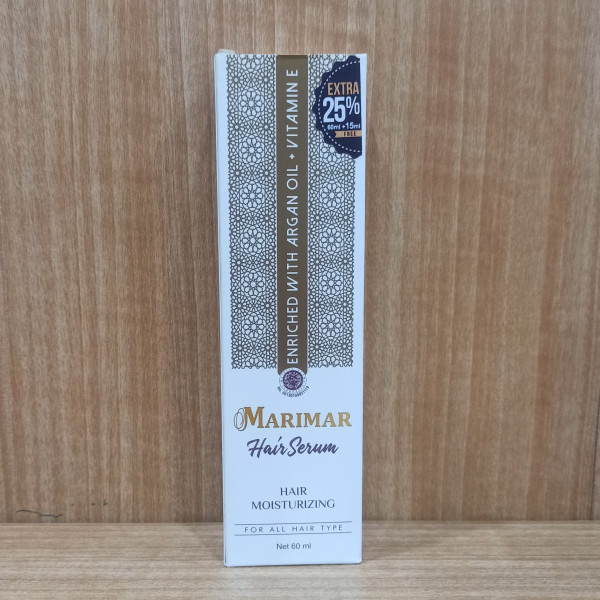 EXTRA
25%
60ml +15ml
FREE
ENRICHED WITH ARGAN OIL + VITAMIN E
MARIMAR
Hair Serum
HAIR
MOISTURIZING
FOR ALL HAIR TYPE
Net 60 ml